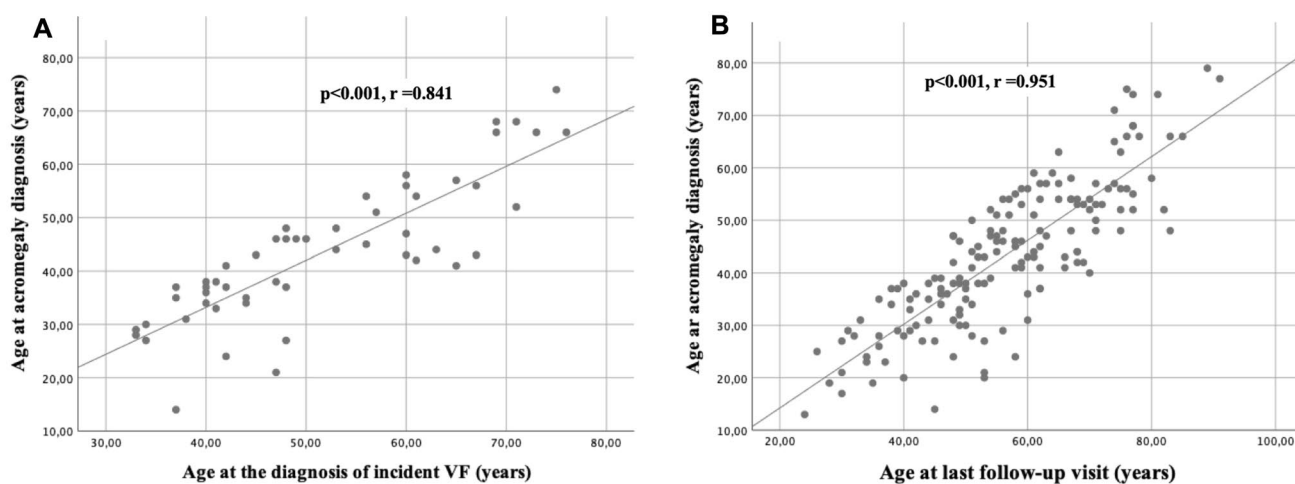 A
Age at acromegaly diagnosis (years)
80,00
70,00
60,00
50,00
40,00
30,00
20,00
10,00
p<0.001, r =0.841
30,00 40,00 50,00 60,00 70,00 80,00
Age at the diagnosis of incident VF (years)
B
Age ar acromegaly diagnosis (years)
80,00
70,00
60,00
50,00
40,00
30,00
20,00
10,00
p<0.001, r =0.951
20,00 40,00 60,00 80,00 100,00
Age at last follow-up visit (years)